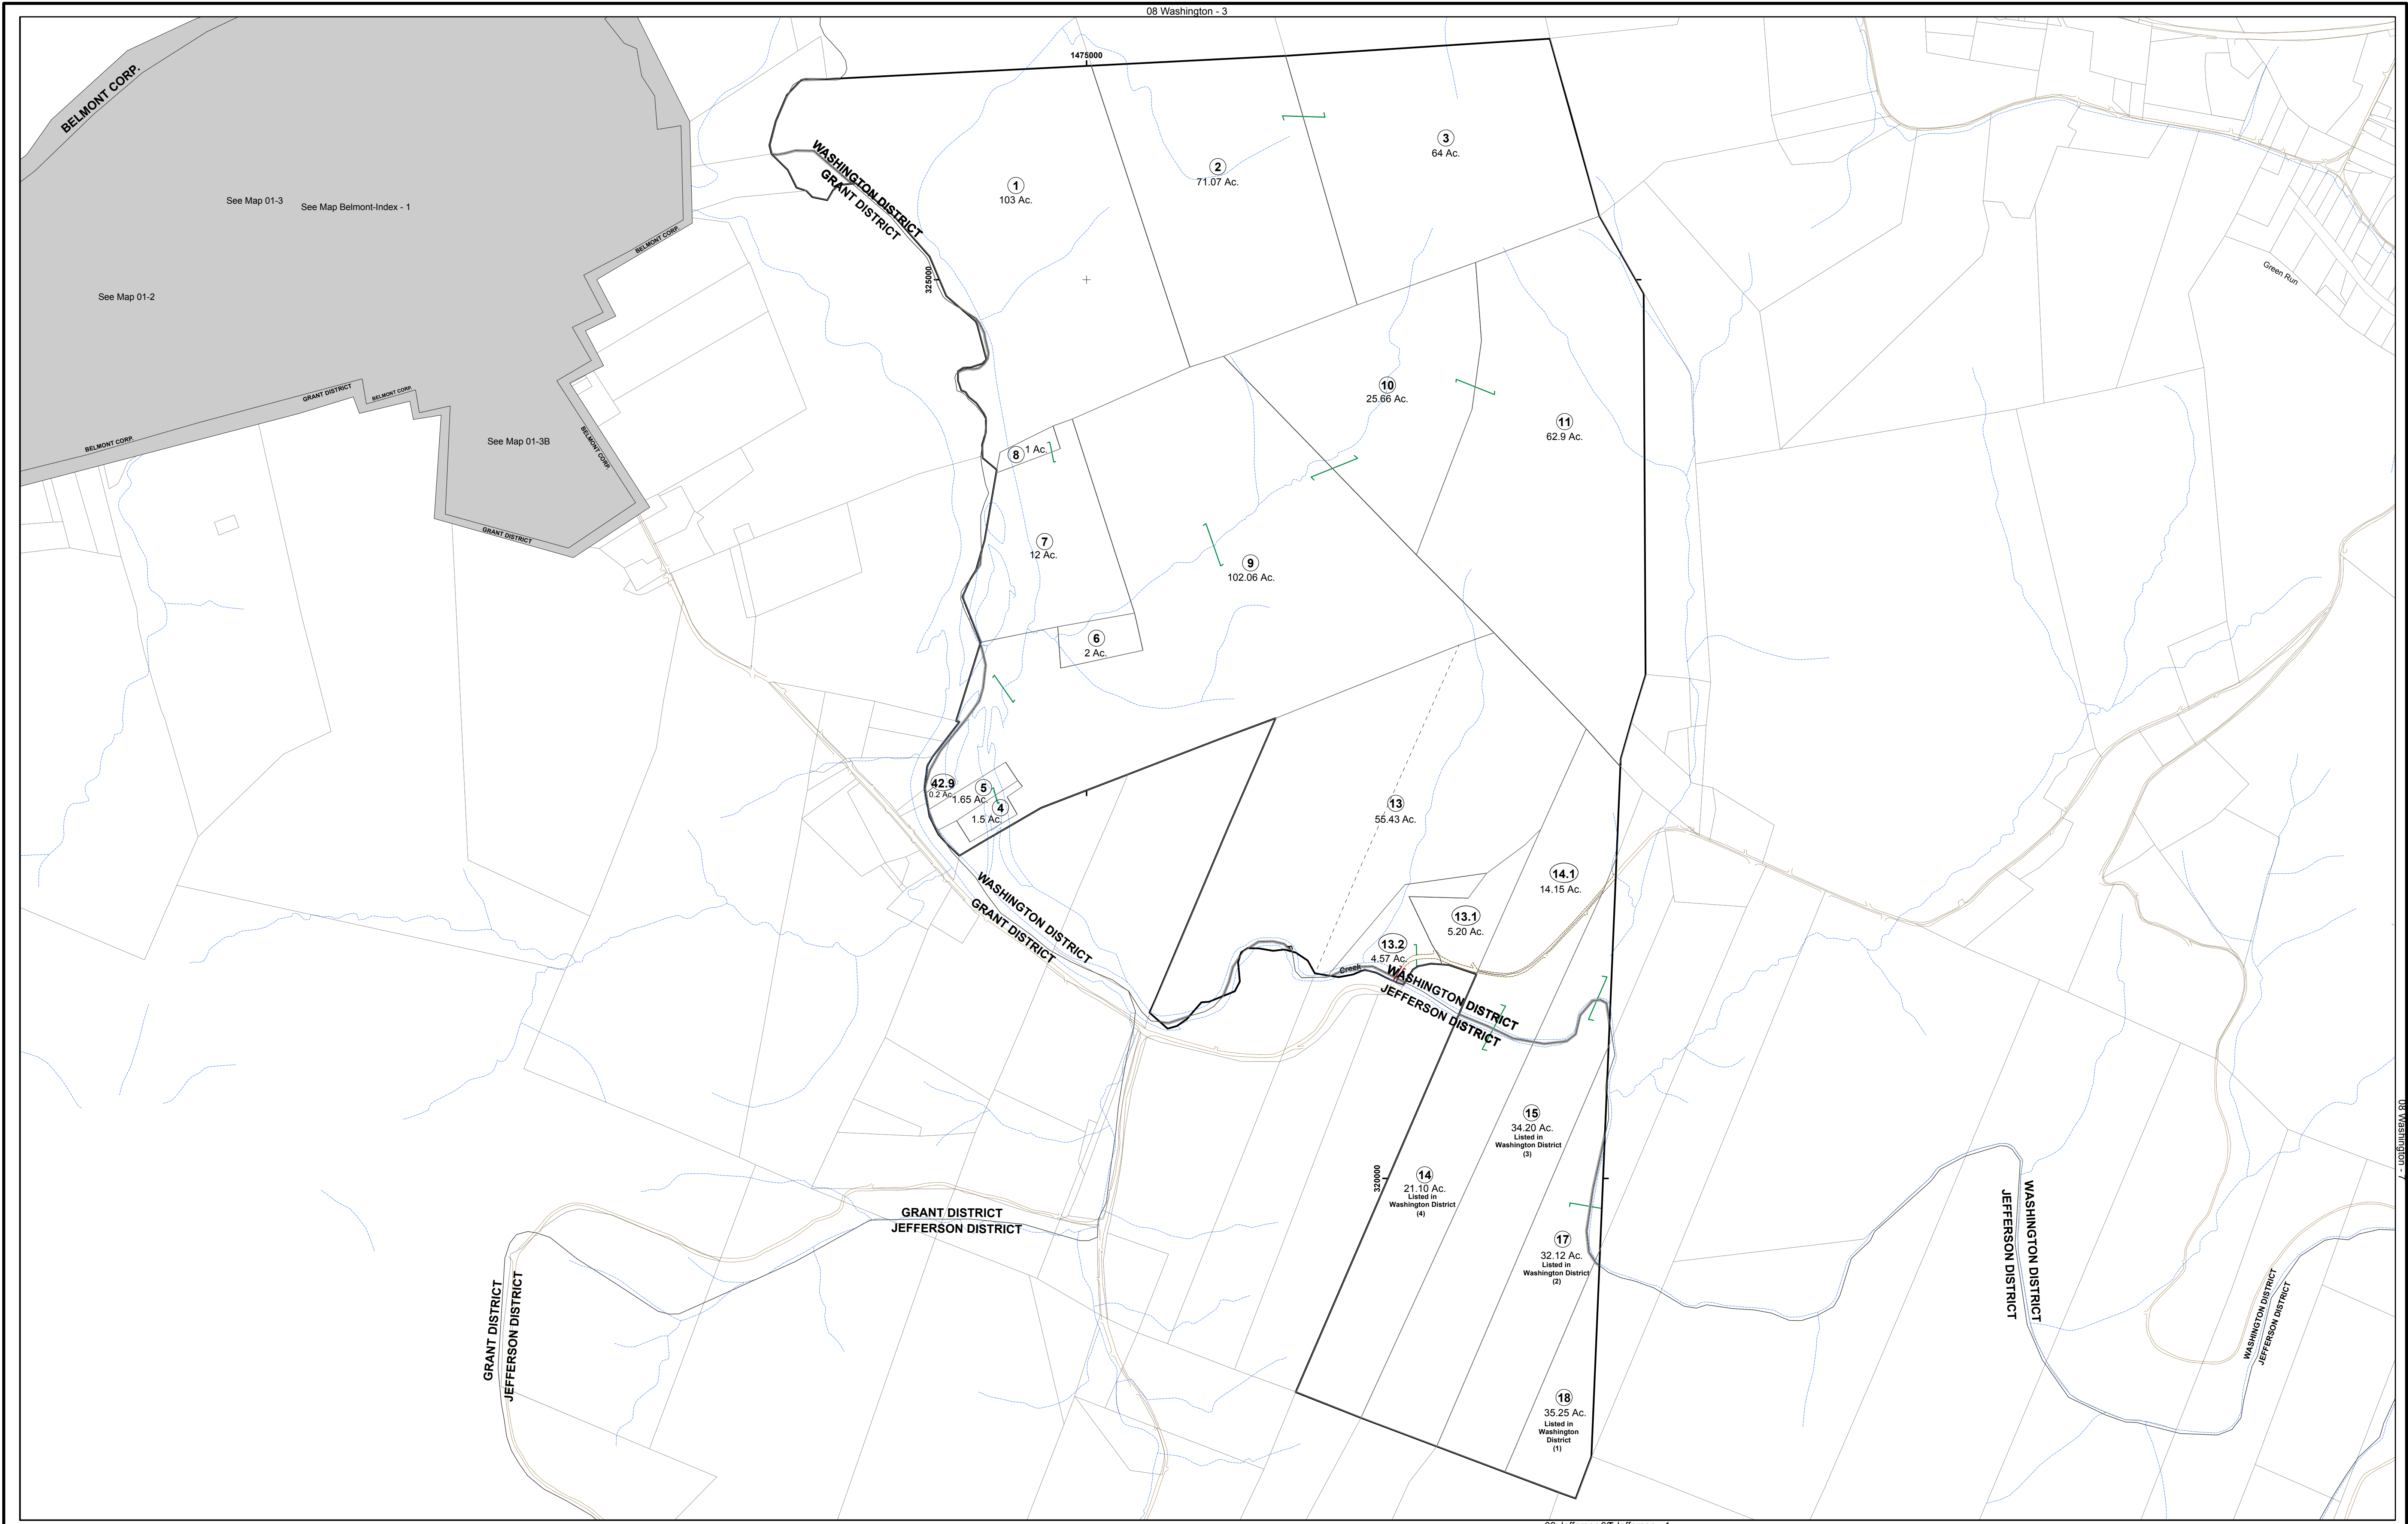 08 Washington - 3
BELMONT CORP.
See Map 01-3
See Map Belmont-Index - 1
See Map 01-2
BELMONT CORP.
GRANT DISTRICT
BELMONT CORP.
BELMONT CORP.
See Map 01-3B
BELMONT CORP.
GRANT DISTRICT
1475000
WASHINGTON DISTRICT
GRANT DISTRICT
325000
1
103 Ac.
2
71.07 Ac.
3
64 Ac.
Green Run
10
25.66 Ac.
11
62.9 Ac.
8
1 Ac.
7
12 Ac.
9
102.06 Ac.
6
2 Ac.
42.9
0.2 Ac.
5
1.65 Ac.
4
1.5 Ac.
13
55.43 Ac.
14.1
14.15 Ac.
13.1
5.20 Ac.
13.2
4.57 Ac.
WASHINGTON DISTRICT
GRANT DISTRICT
Creek
WASHINGTON DISTRICT
JEFFERSON DISTRICT
08 Washington - 7
15
34.20 Ac.
Listed in
Washington District
(3)
320000
14
21.10 Ac.
Listed in
Washington District
(4)
17
32.12 Ac.
Listed in
Washington District
(2)
18
35.25 Ac.
Listed in
Washington
District
(1)
GRANT DISTRICT
JEFFERSON DISTRICT
GRANT DISTRICT
JEFFERSON DISTRICT
JEFFERSON DISTRICT
WASHINGTON DISTRICT
WASHINGTON DISTRICT
JEFFERSON DISTRICT